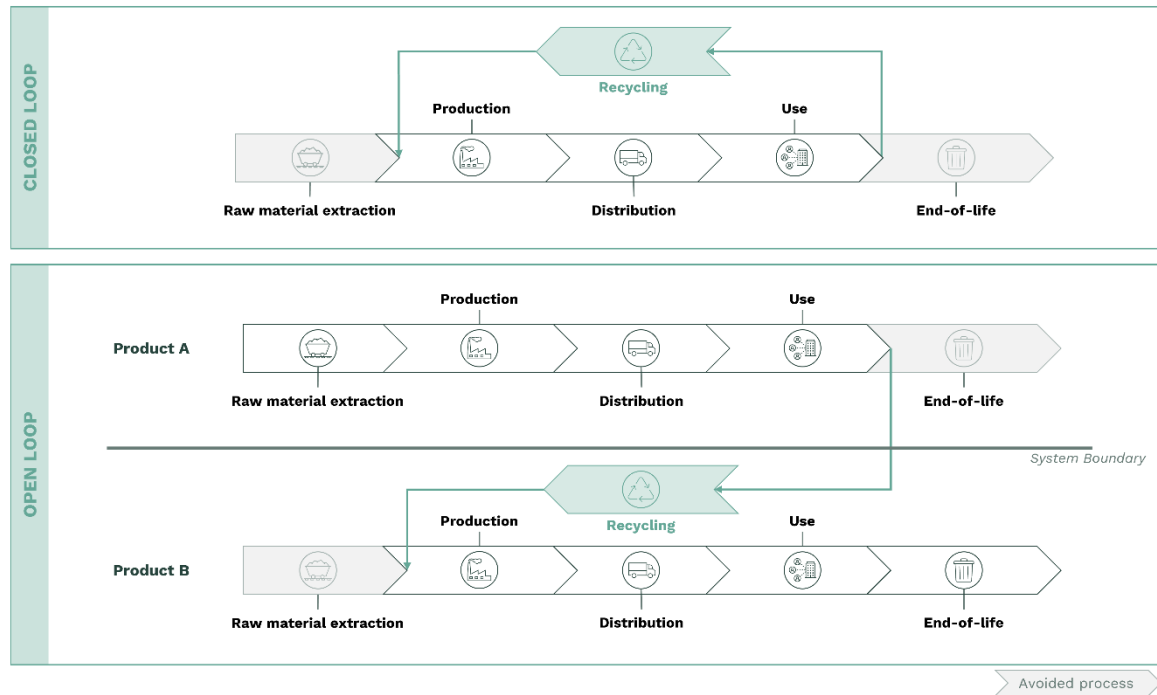 CLOSED LOOP
Recycling
Production
Use
Raw material extraction
Distribution
End-of-life
OPEN LOOP
Production
Use
Product A
Raw material extraction
Distribution
End-of-life
System Boundary
Recycling
Production
Use
Product B
Raw material extraction
Distribution
End-of-life
Avoided process